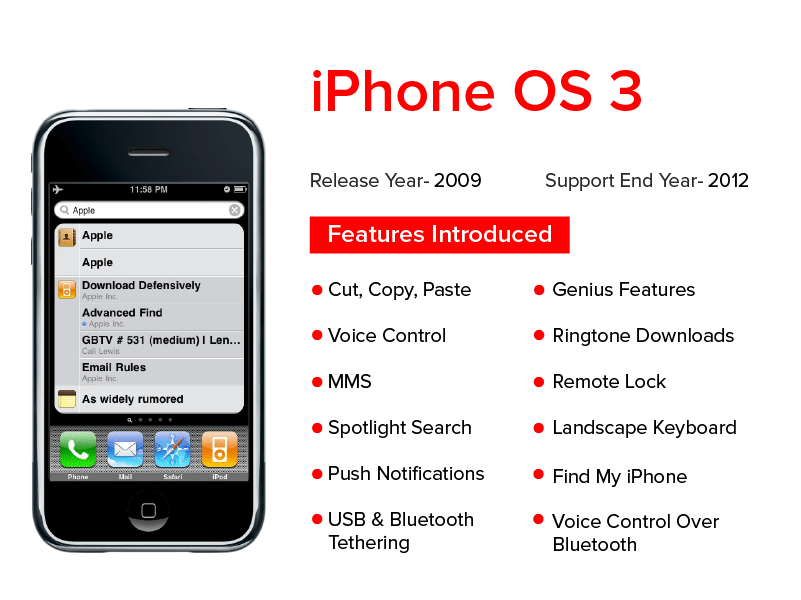 iPhone OS 3
Release Year- 2009
Support End Year- 2012
Features Introduced
Cut, Copy, Paste
Voice Control
MMS
Spotlight Search
Push Notifications
USB & Bluetooth
Tethering
Genius Features
Ringtone Downloads
Remote Lock
Landscape Keyboard
Find My iPhone
Voice Control Over
Bluetooth
11:58 PM
Apple
Apple
Apple
Download Defensively
Apple Inc.
Advanced Find
Apple Inc.
GBTV # 531 (medium) I Len...
Cali Lewis
Email Rules
Apple Inc.
As widely rumored
Phone
Mail
Safari
iPod